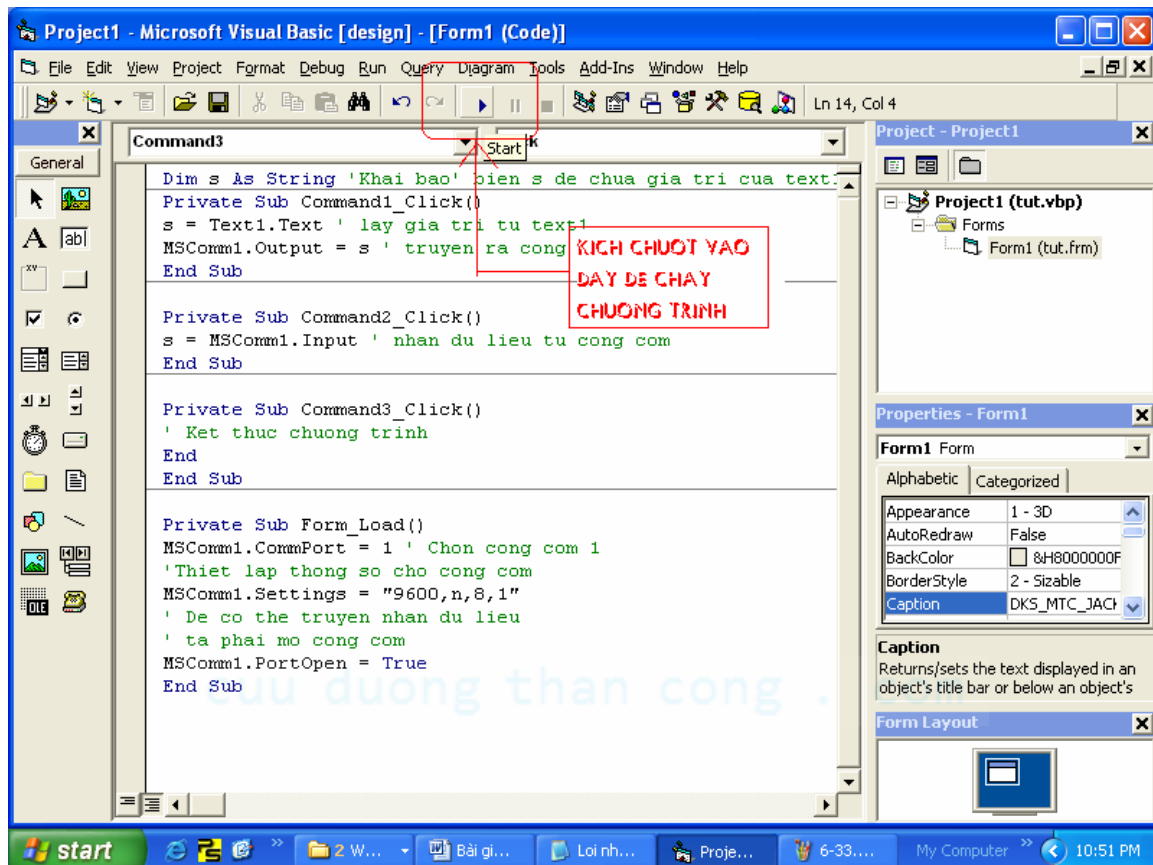 Project1 - Microsoft Visual Basic [design] - [Form1 (Code)]
File Edit View Project Format Debug Run Query Diagram Tools Add-Ins Window Help
Ln 14, Col 4
General
Command3
Start
Dim s As String 'Khai bao' bien s de chua gia tri cua text1
Private Sub Command1_Click()
s = Text1.Text ' lay gia tri tu text1
MSComm1.Output = s ' truyen ra cong
End Sub
KICH CHUOT VAO
DAY DE CHAY
CHUONG TRINH
Private Sub Command2_Click()
s = MSComm1.Input ' nhan du lieu tu cong com
End Sub
Private Sub Command3_Click()
' Ket thuc chuong trinh
End
End Sub
Private Sub Form_Load()
MSComm1.CommPort = 1 ' Chon cong com 1
'Thiet lap thong so cho cong com
MSComm1.Settings = "9600,n,8,1"
' De co the truyen nhan du lieu
' ta phai mo cong com
MSComm1.PortOpen = True
End Sub
cuu duong than cong . com
Project - Project1
Project1 (tut.vbp)
Forms
Form1 (tut.frm)
Properties - Form1
Form1 Form
Alphabetic Categorized
Appearance 1 - 3D
AutoRedraw False
BackColor &H8000000F
BorderStyle 2 - Sizable
Caption DKS_MTC_JACK
Caption
Returns/sets the text displayed in an
object's title bar or below an object's
Form Layout
start
2 W...
Bài gi...
Loi nh...
Proje...
6-33....
My Computer
10:51 PM